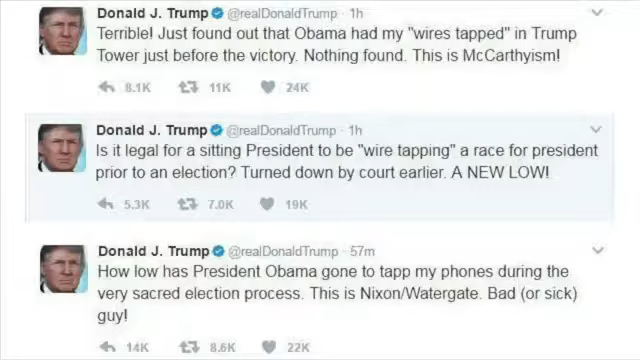 Donald J. Trump @realDonaldTrump · 1h
Terrible! Just found out that Obama had my "wires tapped" in Trump
Tower just before the victory. Nothing found. This is McCarthyism!
8.1K 11K 24K
Donald J. Trump @realDonaldTrump · 1h
Is it legal for a sitting President to be "wire tapping" a race for president
prior to an election? Turned down by court earlier. A NEW LOW!
5.3K 7.0K 19K
Donald J. Trump @realDonaldTrump · 57m
How low has President Obama gone to tapp my phones during the
very sacred election process. This is Nixon/Watergate. Bad (or sick)
guy!
14K 8.6K 22K